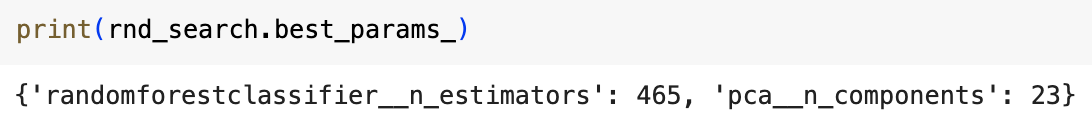 print(rnd_search.best_params_)
{'randomforestclassifier__n_estimators': 465, 'pca__n_components': 23}